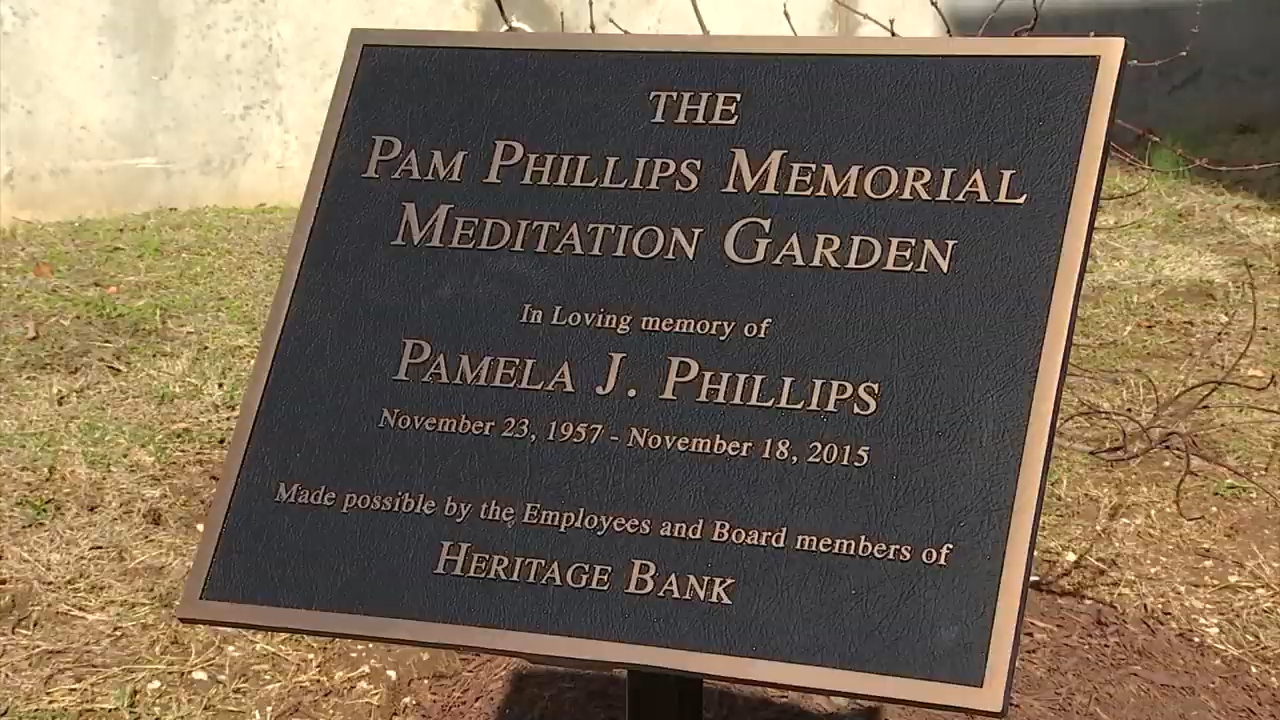 THE
PAM PHILLIPS MEMORIAL
MEDITATION GARDEN
In Loving memory of
PAMELA J. PHILLIPS
November 23, 1957 - November 18, 2015
Made possible by the Employees and Board members of
HERITAGE BANK